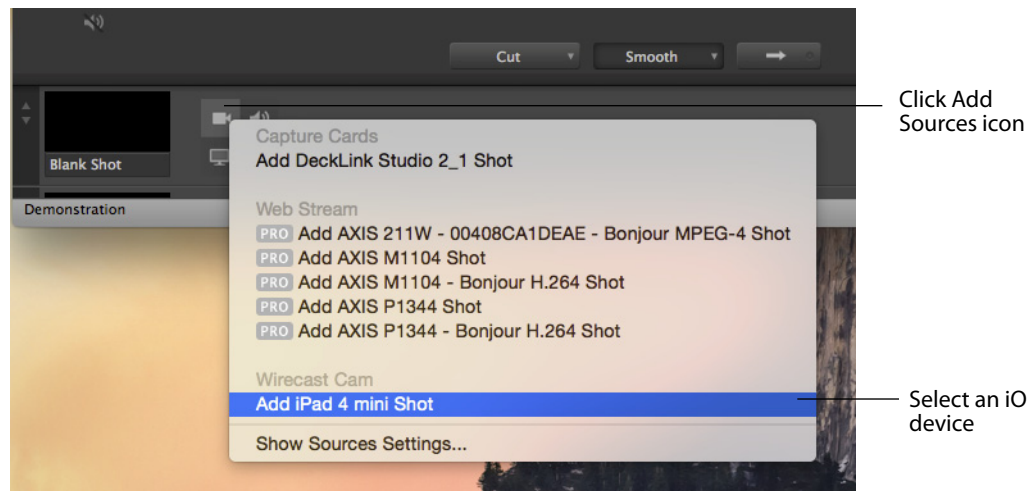 Cut
Smooth
Click Add
Sources icon
Blank Shot
Capture Cards
Add DeckLink Studio 2_1 Shot
Demonstration
Web Stream
PRO Add AXIS 211W - 00408CA1DEAE - Bonjour MPEG-4 Shot
PRO Add AXIS M1104 Shot
PRO Add AXIS M1104 - Bonjour H.264 Shot
PRO Add AXIS P1344 Shot
PRO Add AXIS P1344 - Bonjour H.264 Shot
Wirecast Cam
Add iPad 4 mini Shot
Select an iO
device
Show Sources Settings...